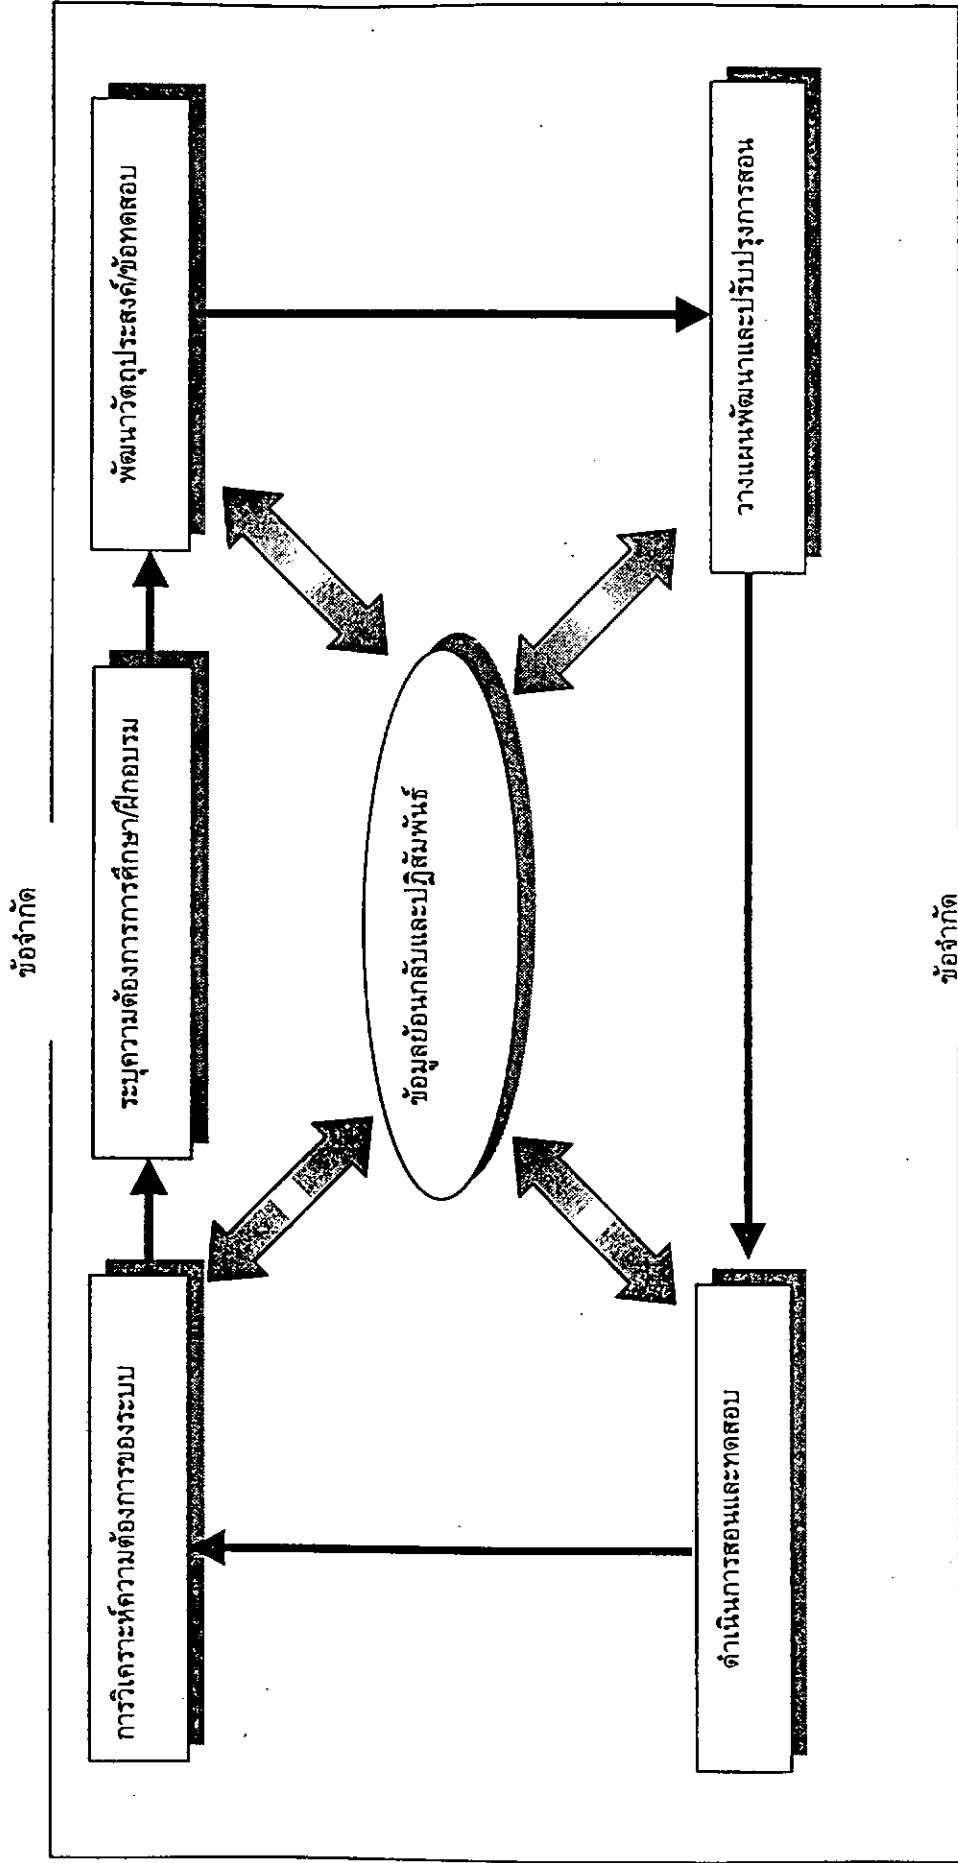 ข้อจำกัด
การวิเคราะห์ความต้องการของระบบ
ระบุความต้องการการศึกษา/ฝึกอบรม
พัฒนาวัตถุประสงค์/ข้อทดสอบ
ข้อมูลย้อนกลับและปฏิสัมพันธ์
ดำเนินการสอนและทดสอบ
วางแผนพัฒนาและปรับปรุงการสอน
ข้อจำกัด